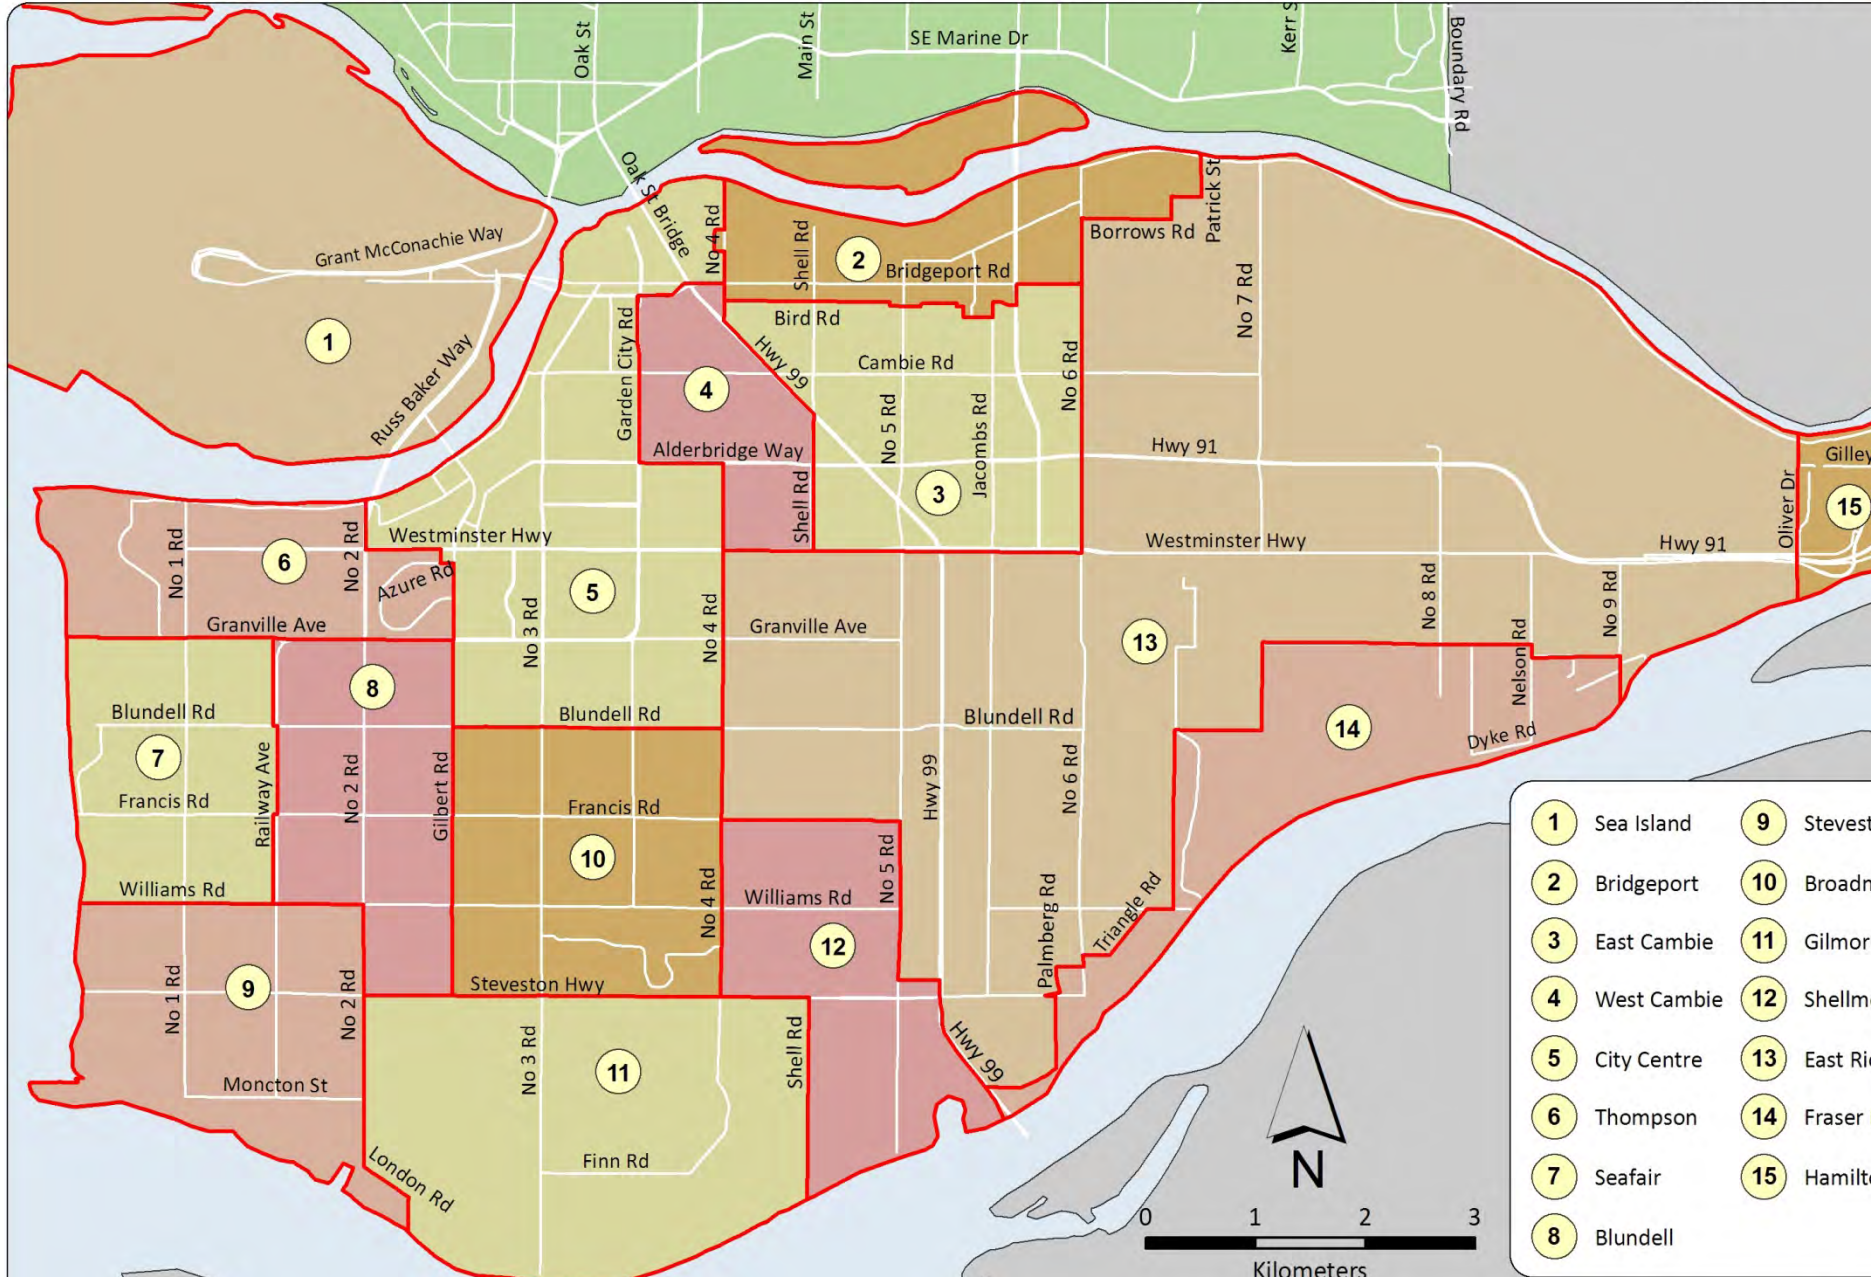 Oak St
Main St
SE Marine Dr
Kerr S
Boundary Rd
Oak St Bridge
No 4 Rd
Shell Rd
2
Bridgeport Rd
Borrows Rd
Patrick St
No 7 Rd
Grant McConachie Way
1
Russ Baker Way
Garden City Rd
Bird Rd
Hwy 99
Cambie Rd
No 6 Rd
4
Alderbridge Way
No 5 Rd
Jacombs Rd
Hwy 91
3
Shell Rd
Gilley
15
Oliver Dr
Westminster Hwy
Westminster Hwy
Hwy 91
No 1 Rd
6
No 2 Rd
Azure Rd
5
No 8 Rd
No 9 Rd
Granville Ave
No 3 Rd
No 4 Rd
Granville Ave
13
Nelson Rd
8
Blundell Rd
Blundell Rd
Blundell Rd
14
Dyke Rd
7
Railway Ave
No 2 Rd
Gilbert Rd
Hwy 99
No 6 Rd
Francis Rd
Francis Rd
10
No 5 Rd
Williams Rd
No 4 Rd
Williams Rd
12
Palmberg Rd
Triangle Rd
9
No 1 Rd
No 2 Rd
Steveston Hwy
No 3 Rd
11
Shell Rd
Hwy 99
Moncton St
London Rd
Finn Rd
N
0 1 2 3
Kilometers
1 Sea Island
2 Bridgeport
3 East Cambie
4 West Cambie
5 City Centre
6 Thompson
7 Seafair
8 Blundell
9 Stevest
10 Broadm
11 Gilmor
12 Shellm
13 East Ric
14 Fraser
15 Hamilt